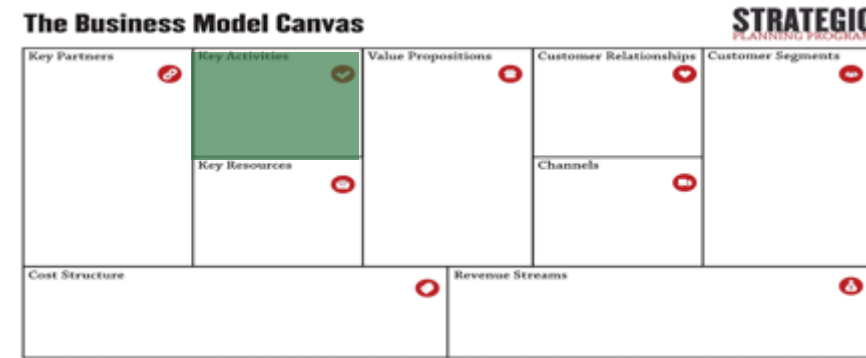 The Business Model Canvas
STRATEGIC
PLANNING PROGRAM
Key Partners
Key Activities
Value Propositions
Customer Relationships
Customer Segments
Key Resources
Channels
Cost Structure
Revenue Streams